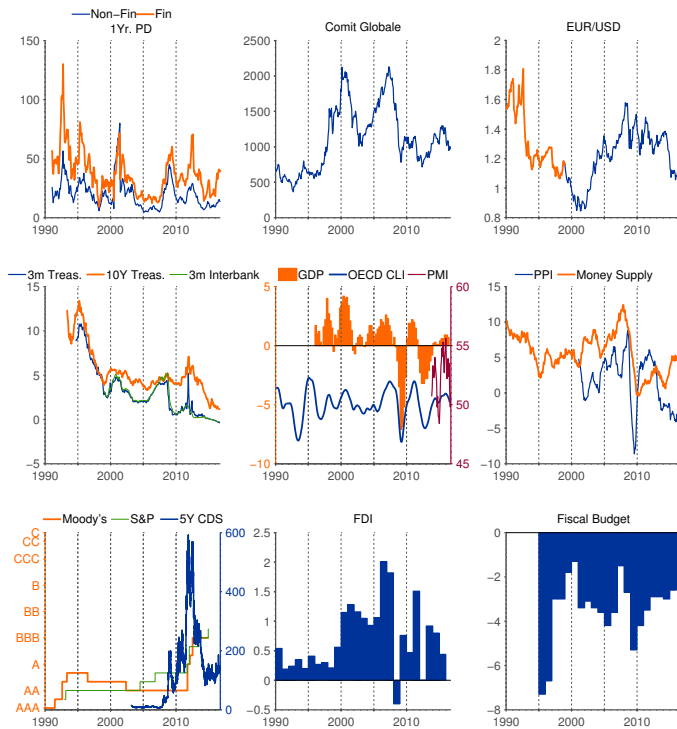 Non−Fin Fin
1Yr. PD
Comit Globale
EUR/USD
150
100
50
0
1990 2000 2010
2500
2000
1500
1000
500
0
1990 2000 2010
2
1.8
1.6
1.4
1.2
1
0.8
1990 2000 2010
3m Treas. 10Y Treas. 3m Interbank
GDP OECD CLI PMI
PPI Money Supply
15
10
5
0
−5
1990 2000 2010
5
0
−5
−10
1990 2000 2010
60
55
50
45
15
10
5
0
−5
−10
1990 2000 2010
Moody's S&P 5Y CDS
FDI
Fiscal Budget
C
CC
CCC
B
BB
BBB
A
AA
AAA
1990 2000 2010
600
400
200
0
2.5
2
1.5
1
0.5
0
−0.5
1990 2000 2010
0
−2
−4
−6
−8
1990 2000 2010